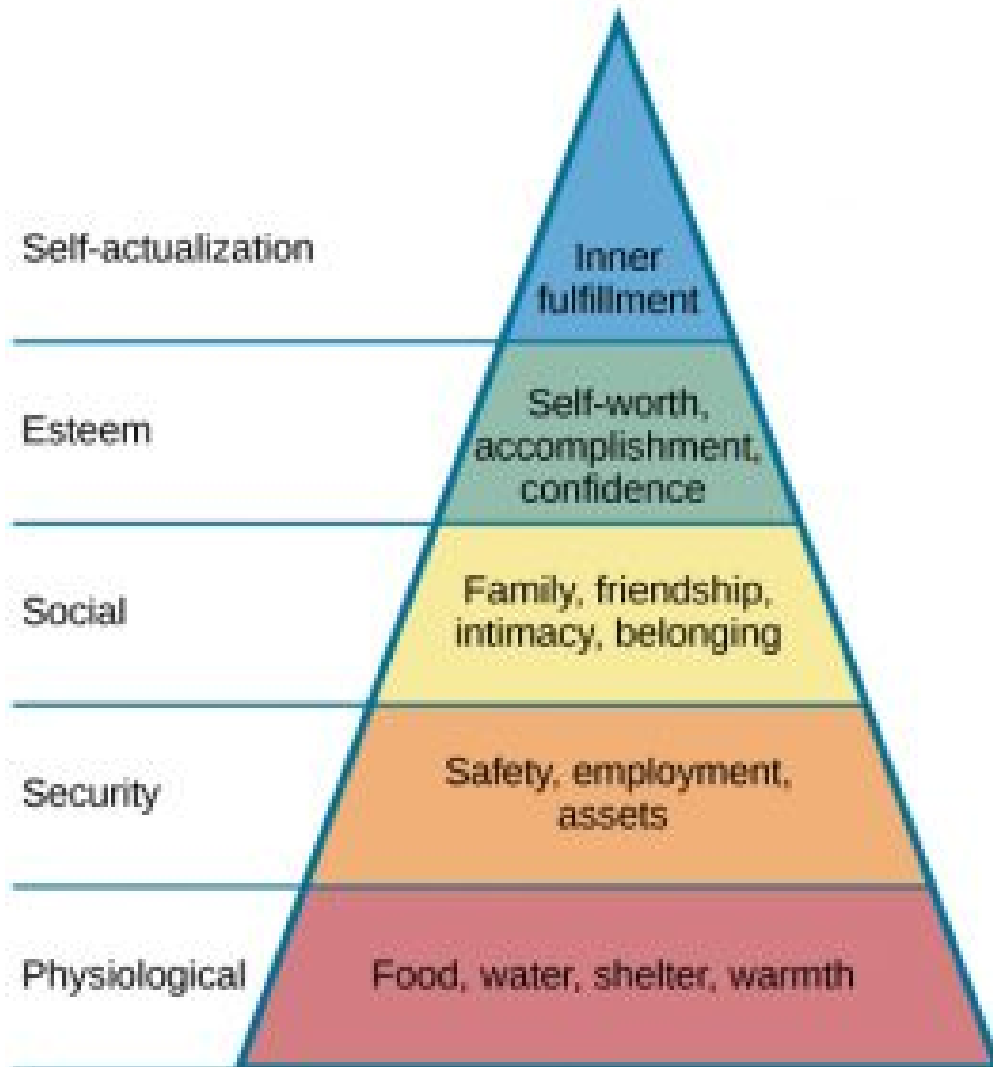 Self-actualization
Inner
fulfillment
Esteem
Self-worth,
accomplishment,
confidence
Social
Family, friendship,
intimacy, belonging
Security
Safety, employment,
assets
Physiological
Food, water, shelter, warmth